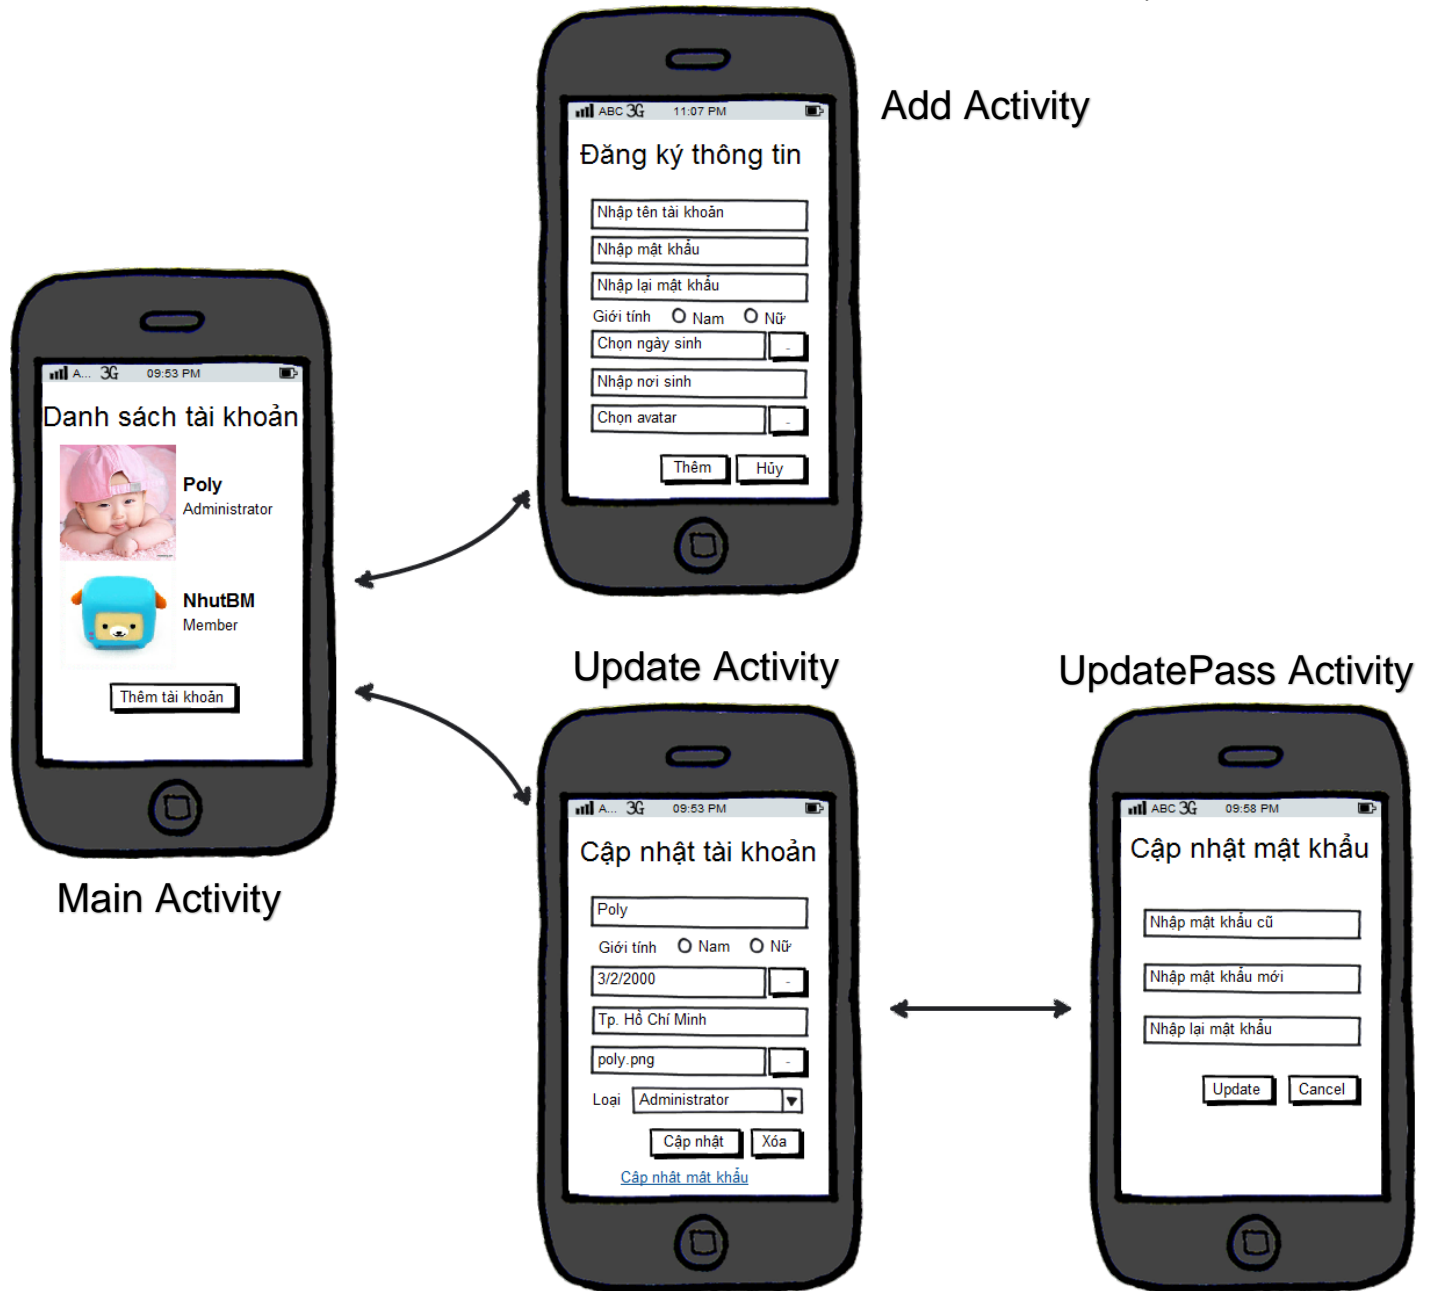 Add Activity
ABC 3G 11:07 PM
Đăng ký thông tin
Nhập tên tài khoản
Nhập mật khẩu
Nhập lại mật khẩu
Giới tính Nam Nữ
Chọn ngày sinh
Nhập nơi sinh
Chọn avatar
Thêm Hủy
A... 3G 09:53 PM
Danh sách tài khoản
Poly
Administrator
NhutBM
Member
Thêm tài khoản
Main Activity
Update Activity
A... 3G 09:53 PM
Cập nhật tài khoản
Poly
Giới tính Nam Nữ
3/2/2000
Tp. Hồ Chí Minh
poly.png
Loại Administrator
Cập nhật Xóa
Cập nhật mật khẩu
UpdatePass Activity
ABC 3G 09:58 PM
Cập nhật mật khẩu
Nhập mật khẩu cũ
Nhập mật khẩu mới
Nhập lại mật khẩu
Update Cancel